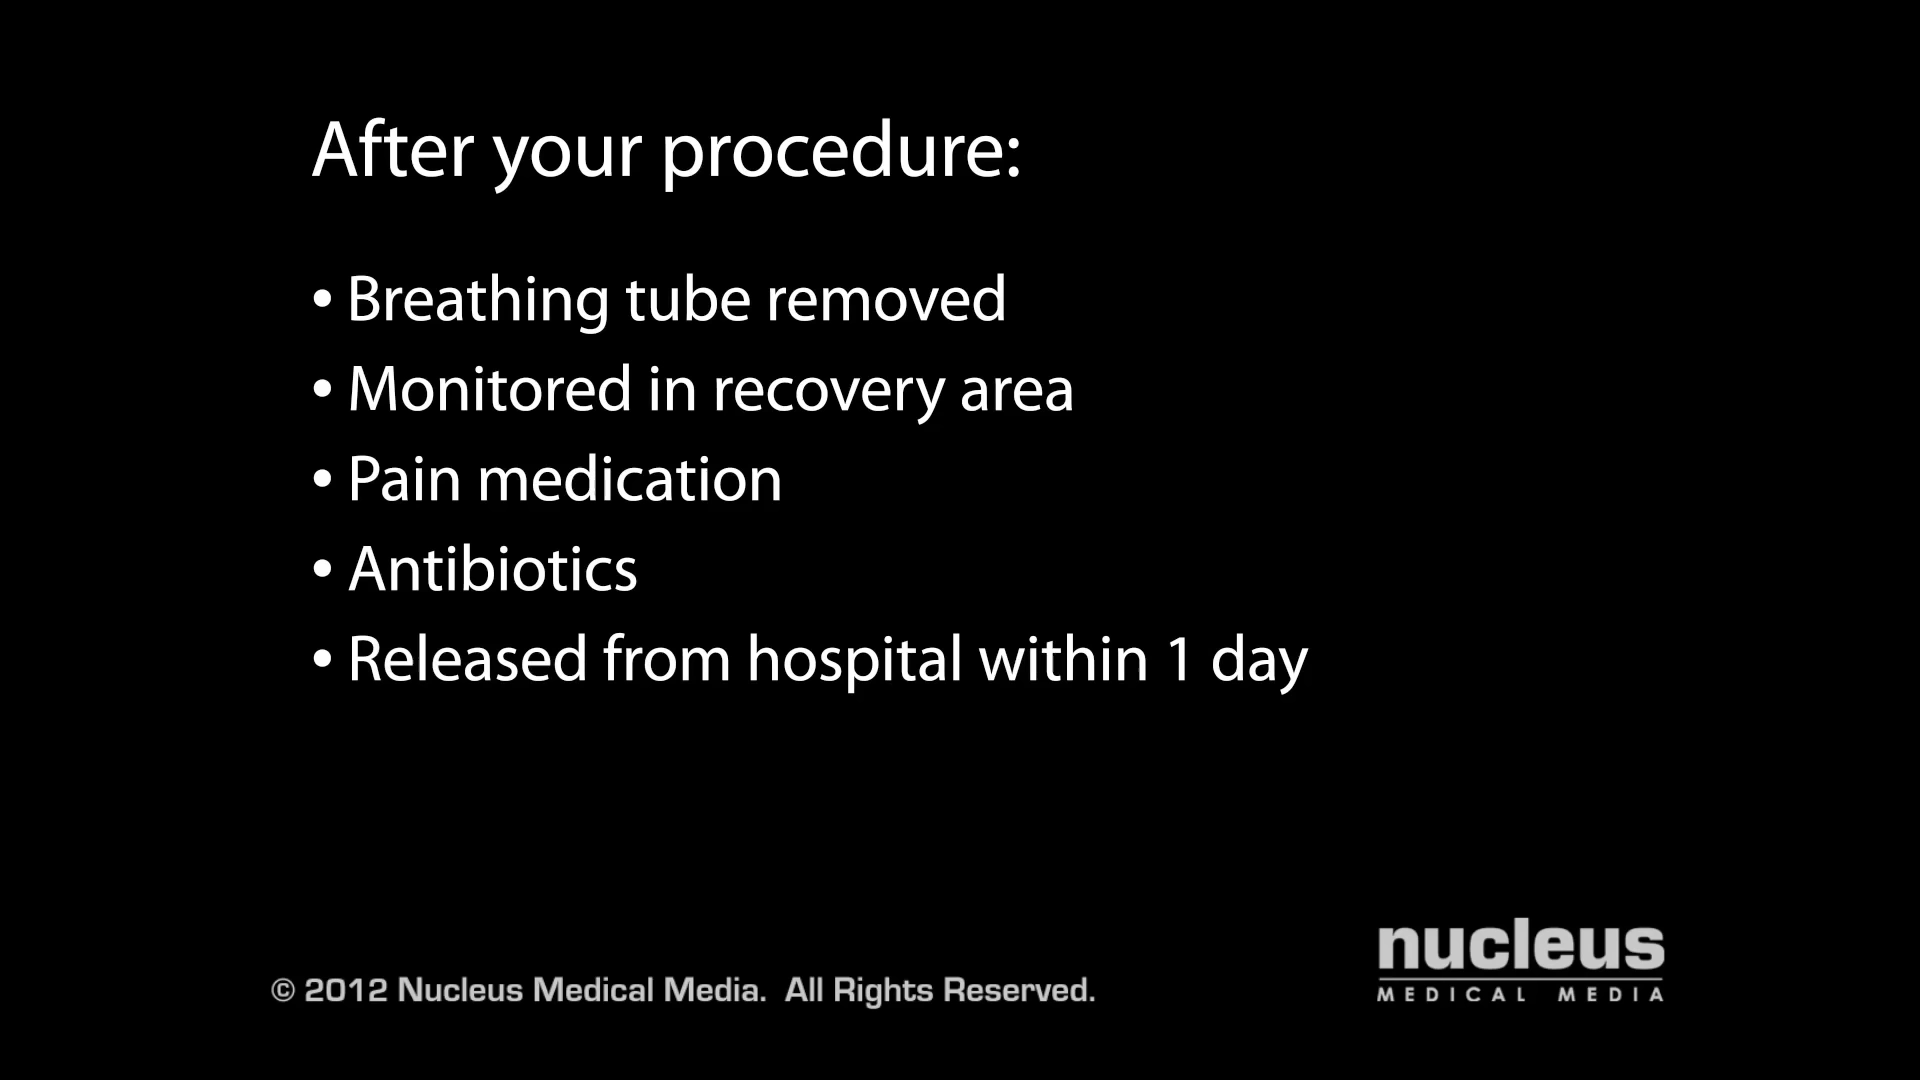 After your procedure:
• Breathing tube removed
• Monitored in recovery area
• Pain medication
• Antibiotics
• Released from hospital within 1 day
nucleus
MEDICAL MEDIA
© 2012 Nucleus Medical Media. All Rights Reserved.